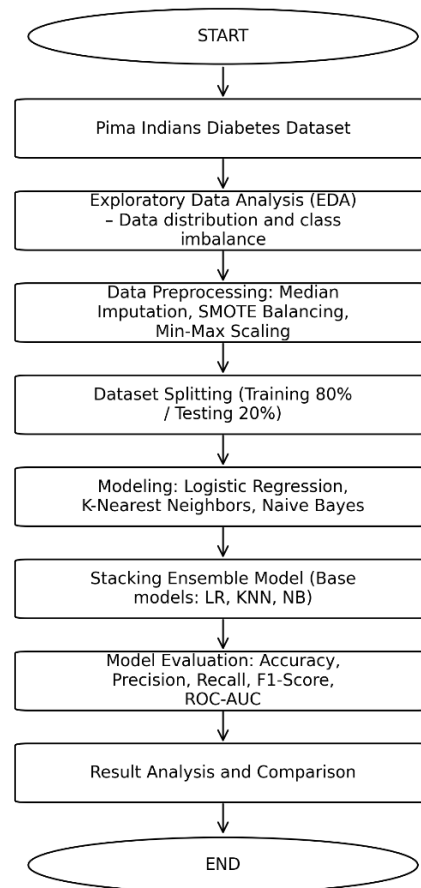 START
Pima Indians Diabetes Dataset
Exploratory Data Analysis (EDA)
– Data distribution and class
imbalance
Data Preprocessing: Median
Imputation, SMOTE Balancing,
Min-Max Scaling
Dataset Splitting (Training 80%
/ Testing 20%)
Modeling: Logistic Regression,
K-Nearest Neighbors, Naive Bayes
Stacking Ensemble Model (Base
models: LR, KNN, NB)
Model Evaluation: Accuracy,
Precision, Recall, F1-Score,
ROC-AUC
Result Analysis and Comparison
END